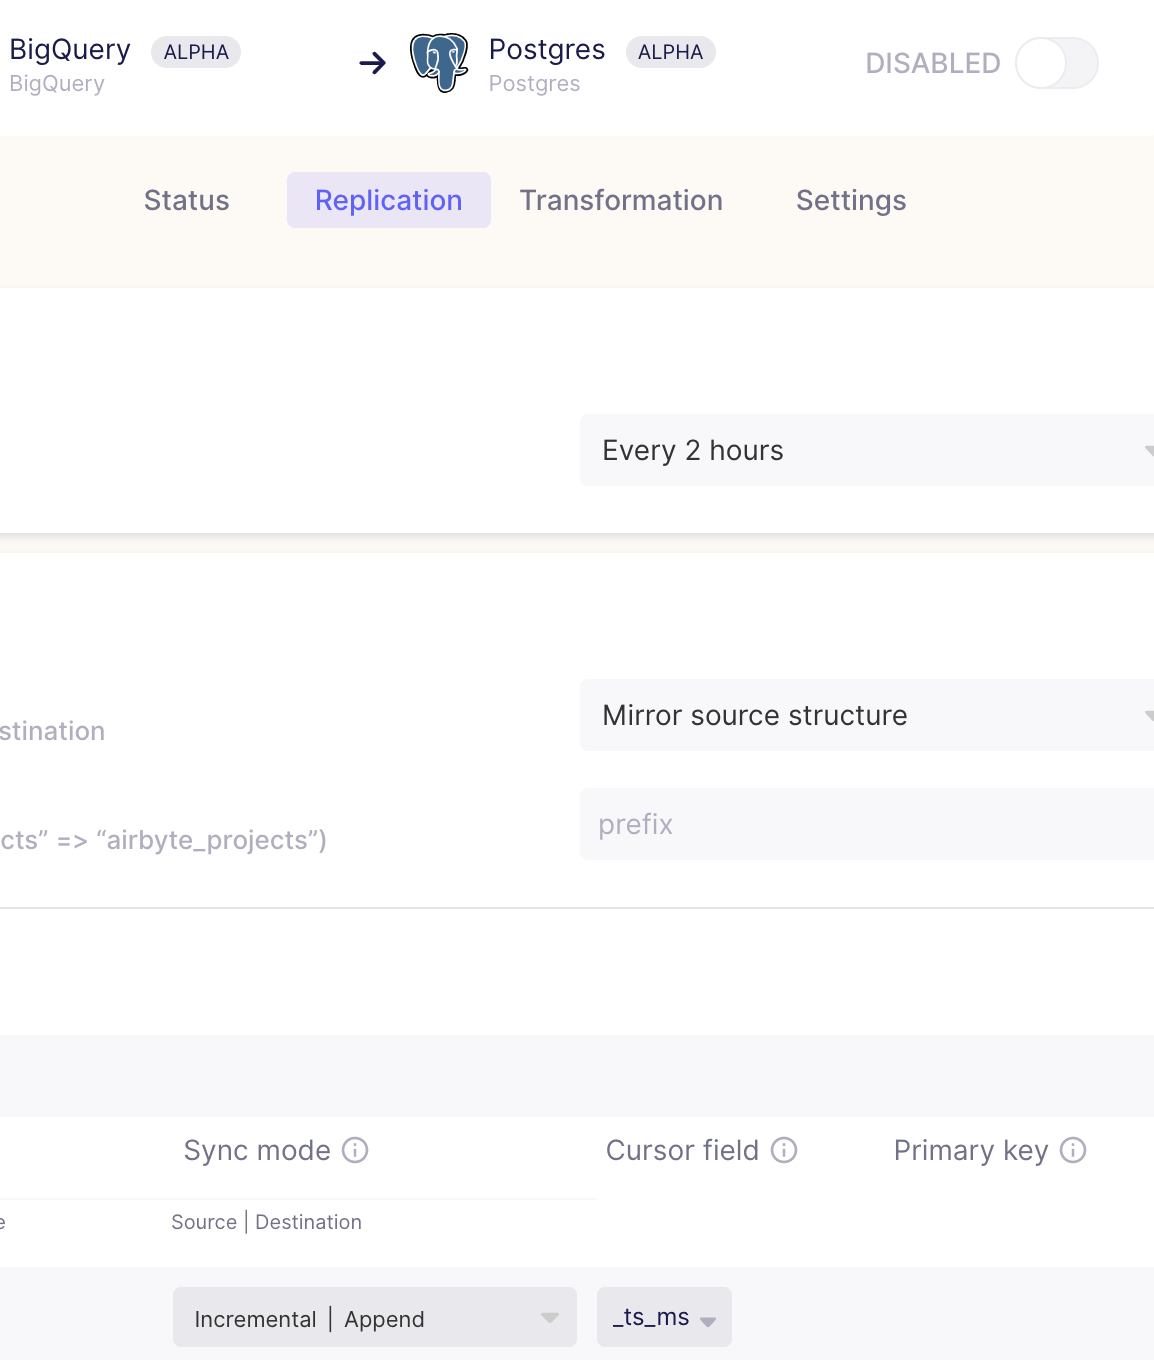 BigQuery ALPHA
BigQuery
Postgres ALPHA
Postgres
DISABLED
Status Replication Transformation Settings
Every 2 hours
stination
Mirror source structure
cts” => “airbyte_projects”)
prefix
Sync mode Cursor field Primary key
e Source | Destination
Incremental | Append _ts_ms